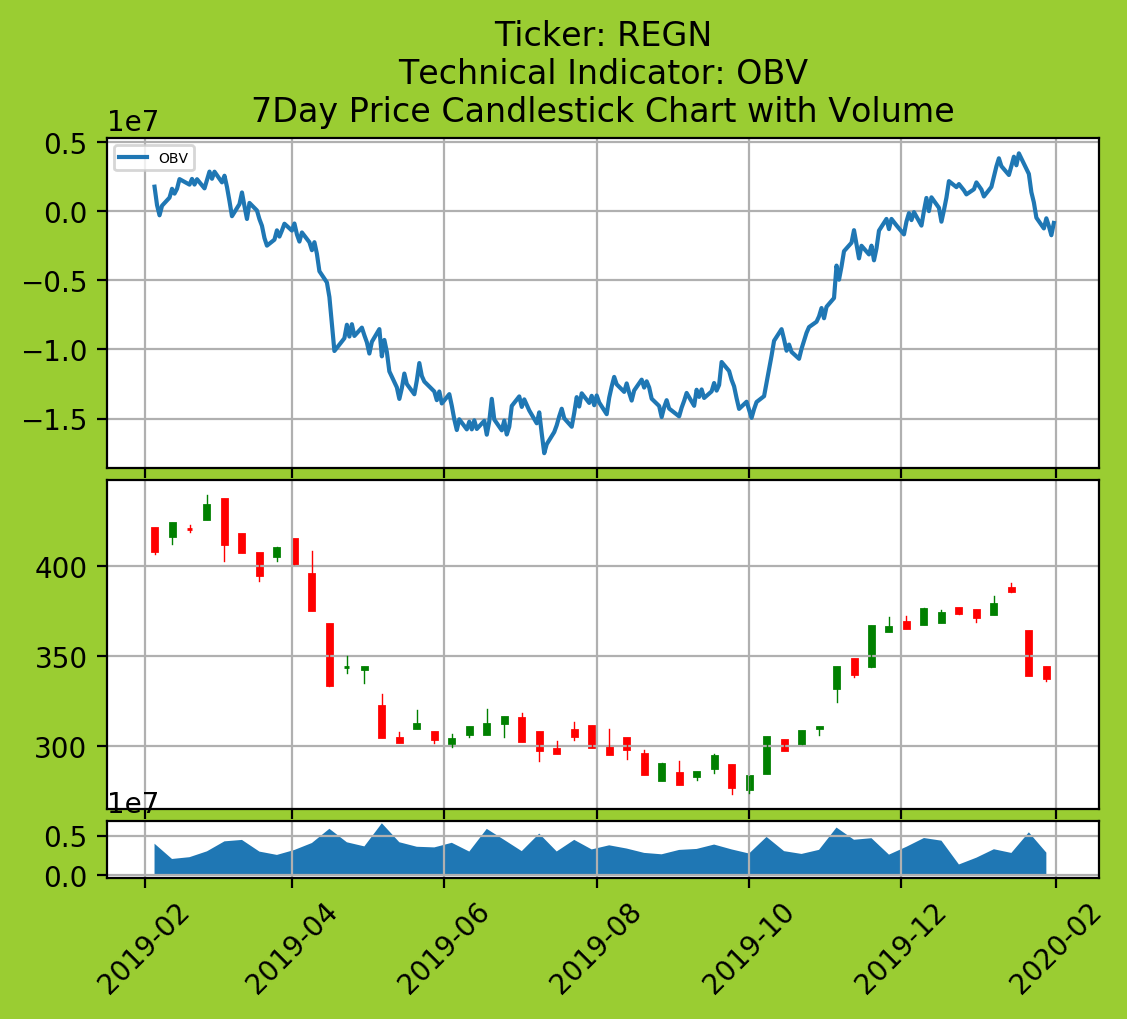 Ticker: REGN
Technical Indicator: OBV
7Day Price Candlestick Chart with Volume
1e7
OBV
0.5
0.0
−0.5
−1.0
−1.5
400
350
300
1e7
0.5
0.0
2019-02
2019-04
2019-06
2019-08
2019-10
2019-12
2020-02